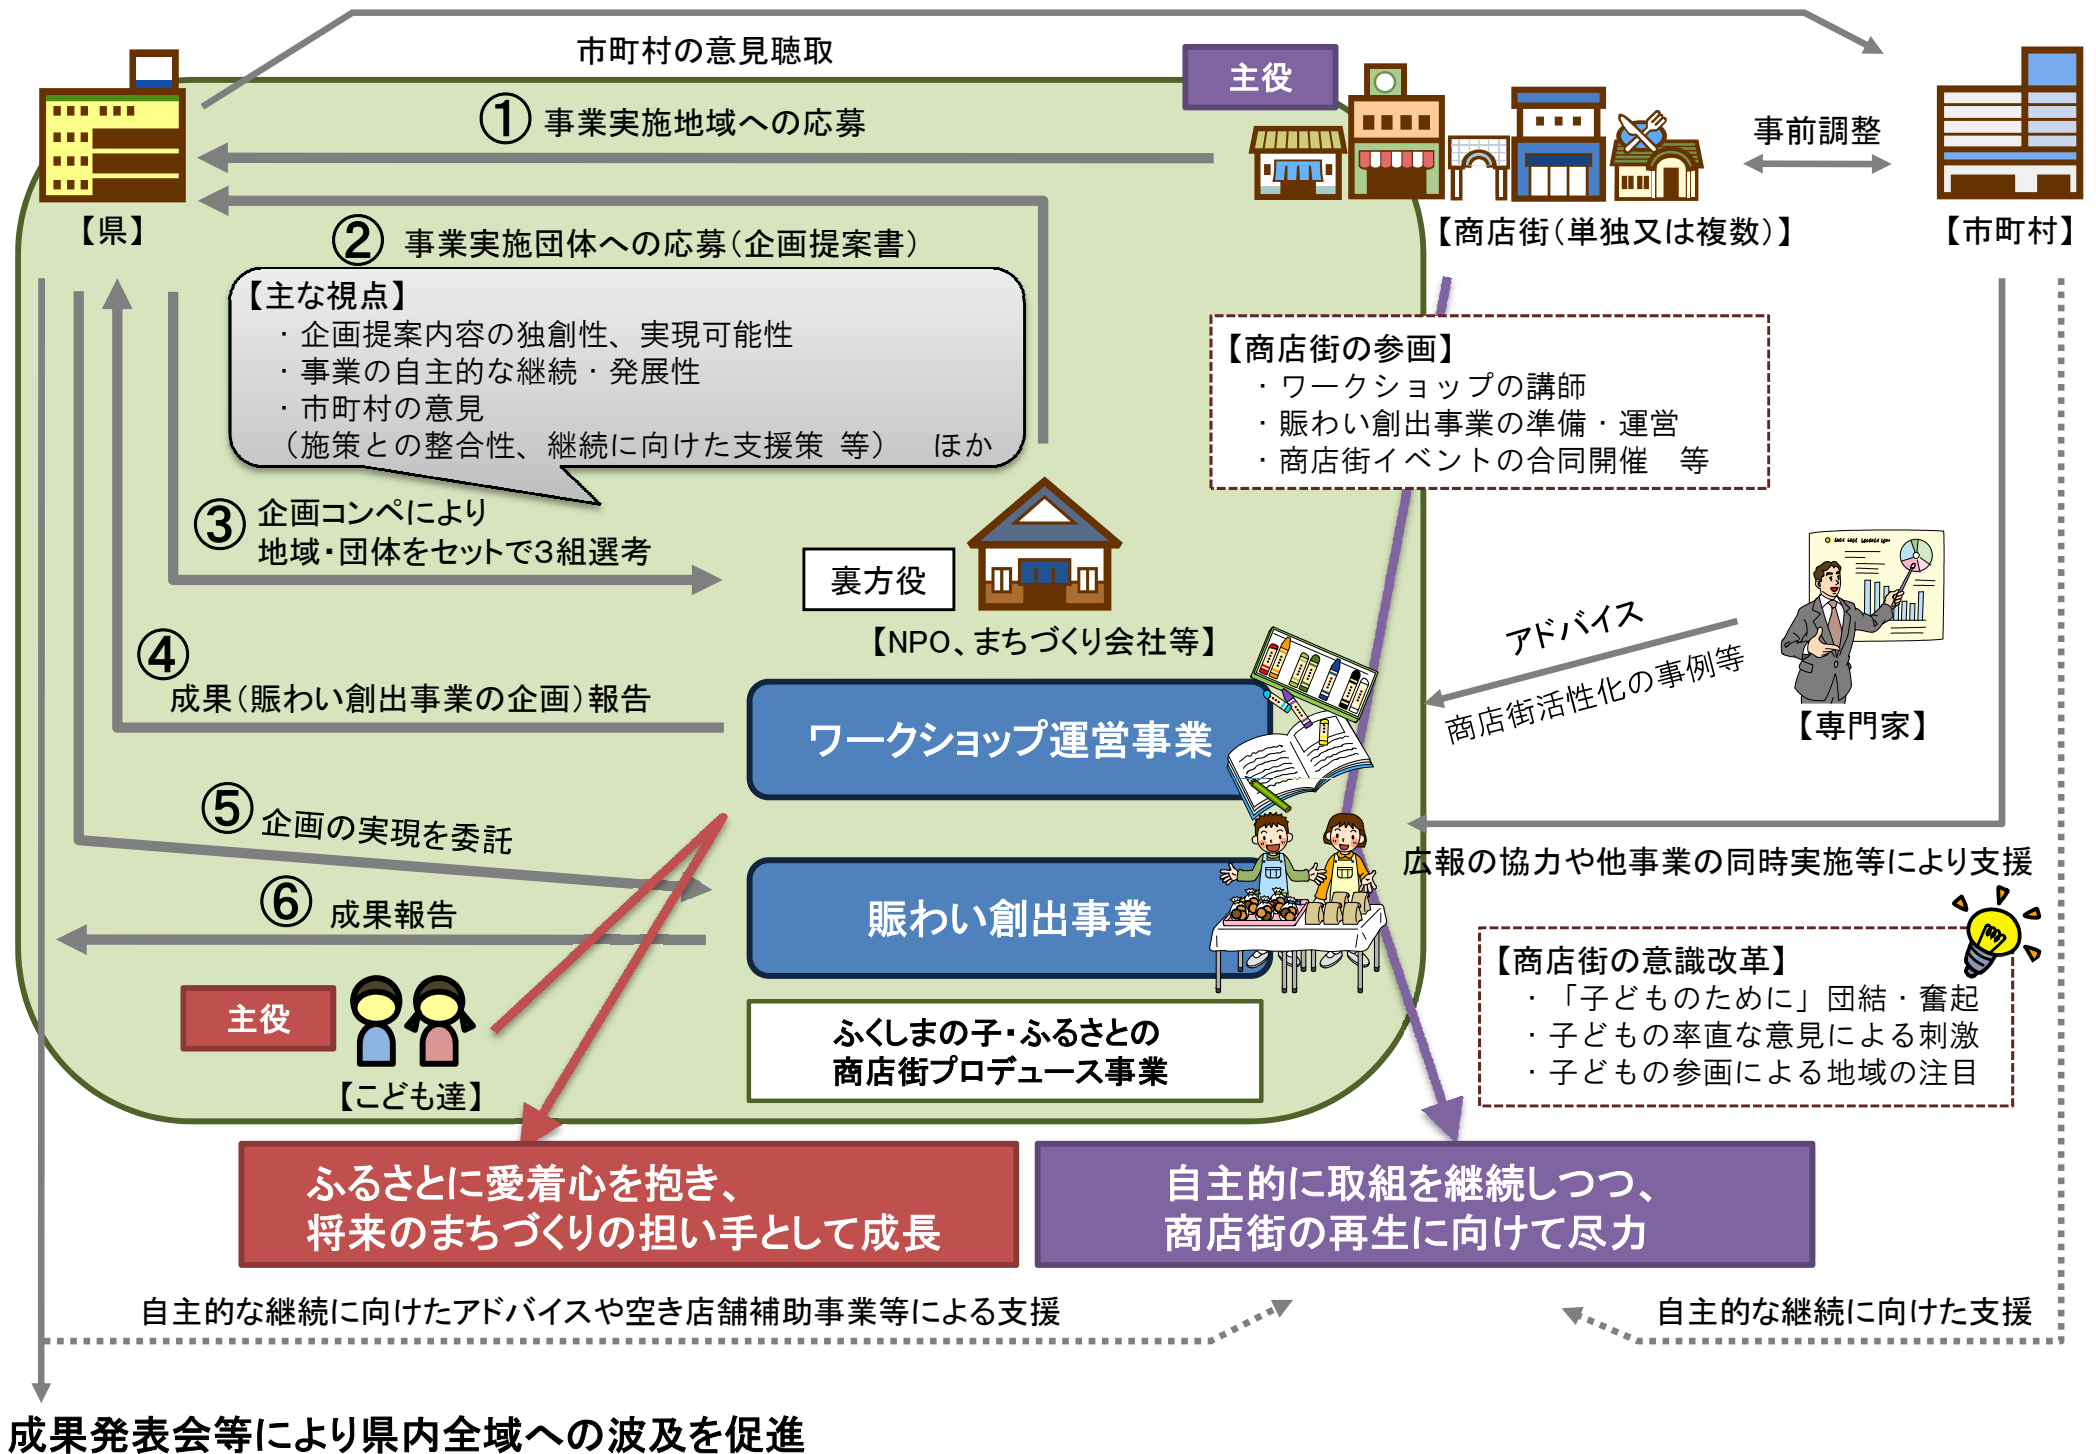 市町村の意見聴取
主役
① 事業実施地域への応募
事前調整
【県】
【商店街（単独又は複数）】
【市町村】
② 事業実施団体への応募（企画提案書）
【主な視点】
・企画提案内容の独創性、実現可能性
・事業の自主的な継続・発展性
・市町村の意見
（施策との整合性、継続に向けた支援策 等）　ほか
【商店街の参画】
・ワークショップの講師
・賑わい創出事業の準備・運営
・商店街イベントの合同開催　等
③ 企画コンペにより
地域・団体をセットで３組選考
裏方役
【NPO、まちづくり会社等】
アドバイス
商店街活性化の事例等
【専門家】
④
成果（賑わい創出事業の企画）報告
ワークショップ運営事業
⑤ 企画の実現を委託
広報の協力や他事業の同時実施等により支援
⑥ 成果報告
賑わい創出事業
【商店街の意識改革】
・「子どものために」団結・奮起
・子どもの率直な意見による刺激
・子どもの参画による地域の注目
主役
【こども達】
ふくしまの子・ふるさとの
商店街プロデュース事業
ふるさとに愛着心を抱き、
将来のまちづくりの担い手として成長
自主的に取組を継続しつつ、
商店街の再生に向けて尽力
自主的な継続に向けたアドバイスや空き店舗補助事業等による支援
自主的な継続に向けた支援
成果発表会等により県内全域への波及を促進